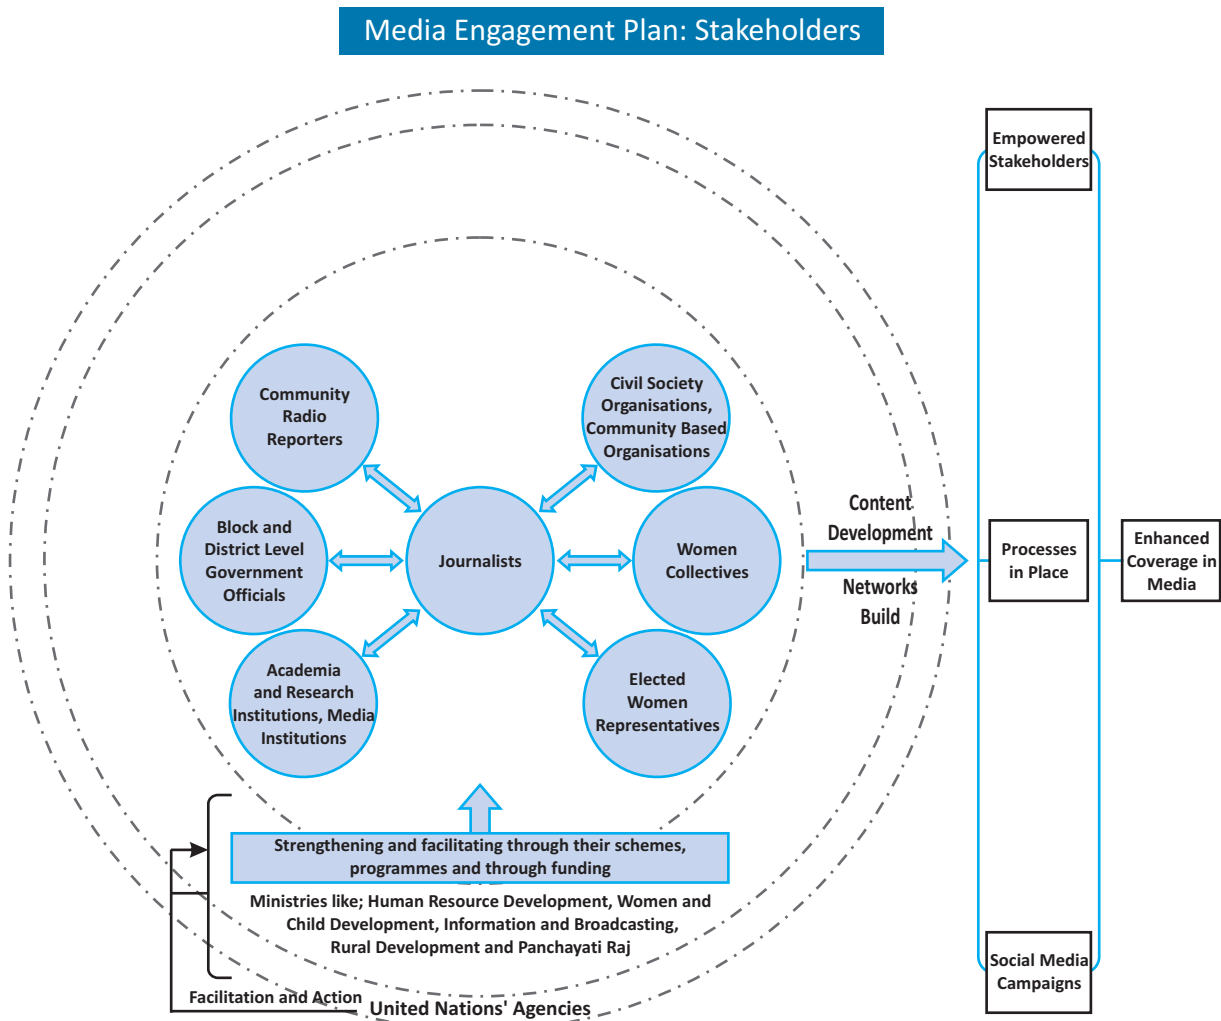 Media Engagement Plan: Stakeholders
Empowered
Stakeholders
Community
Radio
Reporters
Civil Society
Organisations,
Community Based
Organisations
Block and
District Level
Government
Officials
Journalists
Women
Collectives
Content
Development
Networks
Build
Processes
in Place
Enhanced
Coverage in
Media
Academia
and Research
Institutions, Media
Institutions
Elected
Women
Representatives
Strengthening and facilitating through their schemes,
programmes and through funding
Ministries like; Human Resource Development, Women and
Child Development, Information and Broadcasting,
Rural Development and Panchayati Raj
Social Media
Campaigns
Facilitation and Action
United Nations' Agencies